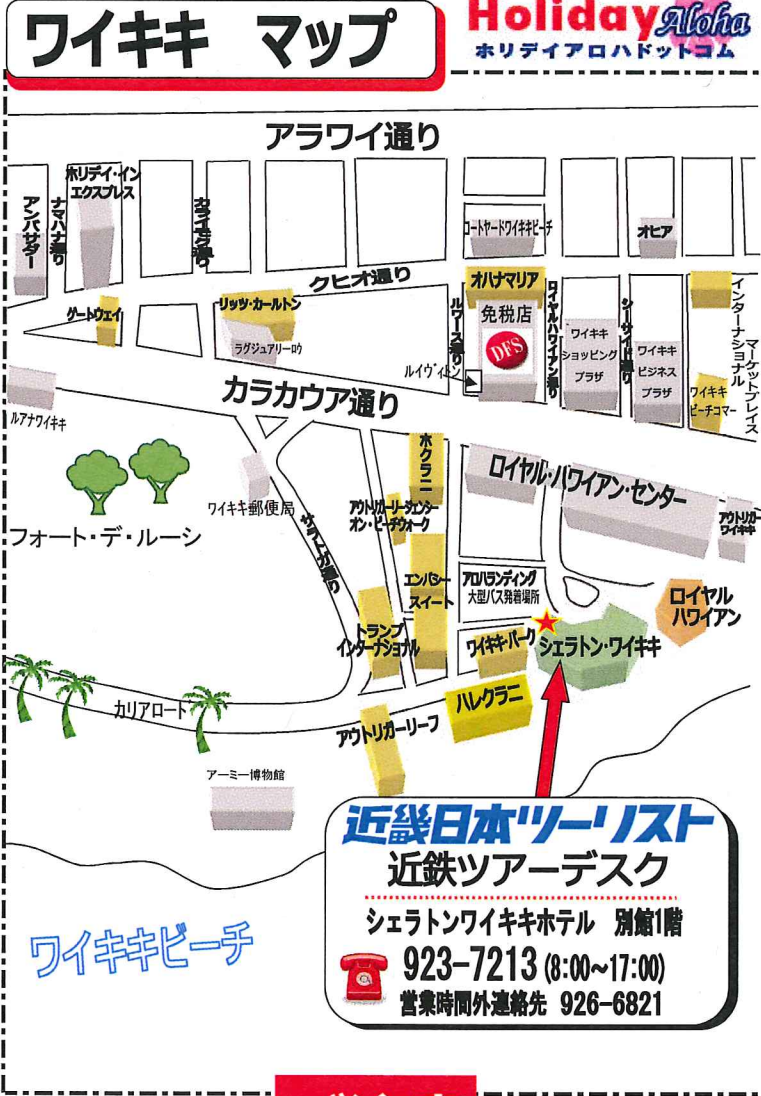 ワイキキ マップ
Holiday Aloha
ホリデイアロハドットコム
アラワイ通り
アンバサダー
ナマハナ通り
ホリデイ・イン
エクスプレス
カライモク通り
コートヤードワイキキビーチ
オヒア
クヒオ通り
ゲートウェイ
リッツ・カールトン
ラグジュアリーロウ
オハナマリア
ルワーズ通り
免税店
DFS
ルイヴィトン
ロイヤルハワイアン通り
ワイキキ
ショッピング
プラザ
シーサイド通り
ワイキキ
ビジネス
プラザ
インターナショナル
マーケットプレイス
ワイキキ
ビーチコマー
カラカウア通り
ルアナワイキキ
ワイキキ郵便局
フォート・デ・ルーシ
サラトガ通り
ホクラニ
アウトリガーリージェンシー
オン・ビーチウォーク
エンバシー
スイート
トランプ
インターナショナル
ロイヤル・ハワイアン・センター
アウトリガー
ワイキキ
アロハランディング
大型バス発着場所
ワイキキ・パーク
シェラトン・ワイキキ
ロイヤル
ハワイアン
カリアロード
アウトリガーリーフ
ハレクラニ
アーミー博物館
ワイキキビーチ
近畿日本ツーリスト
近鉄ツアーデスク
シェラトンワイキキホテル 別館1階
923-7213 (8:00~17:00)
営業時間外連絡先 926-6821